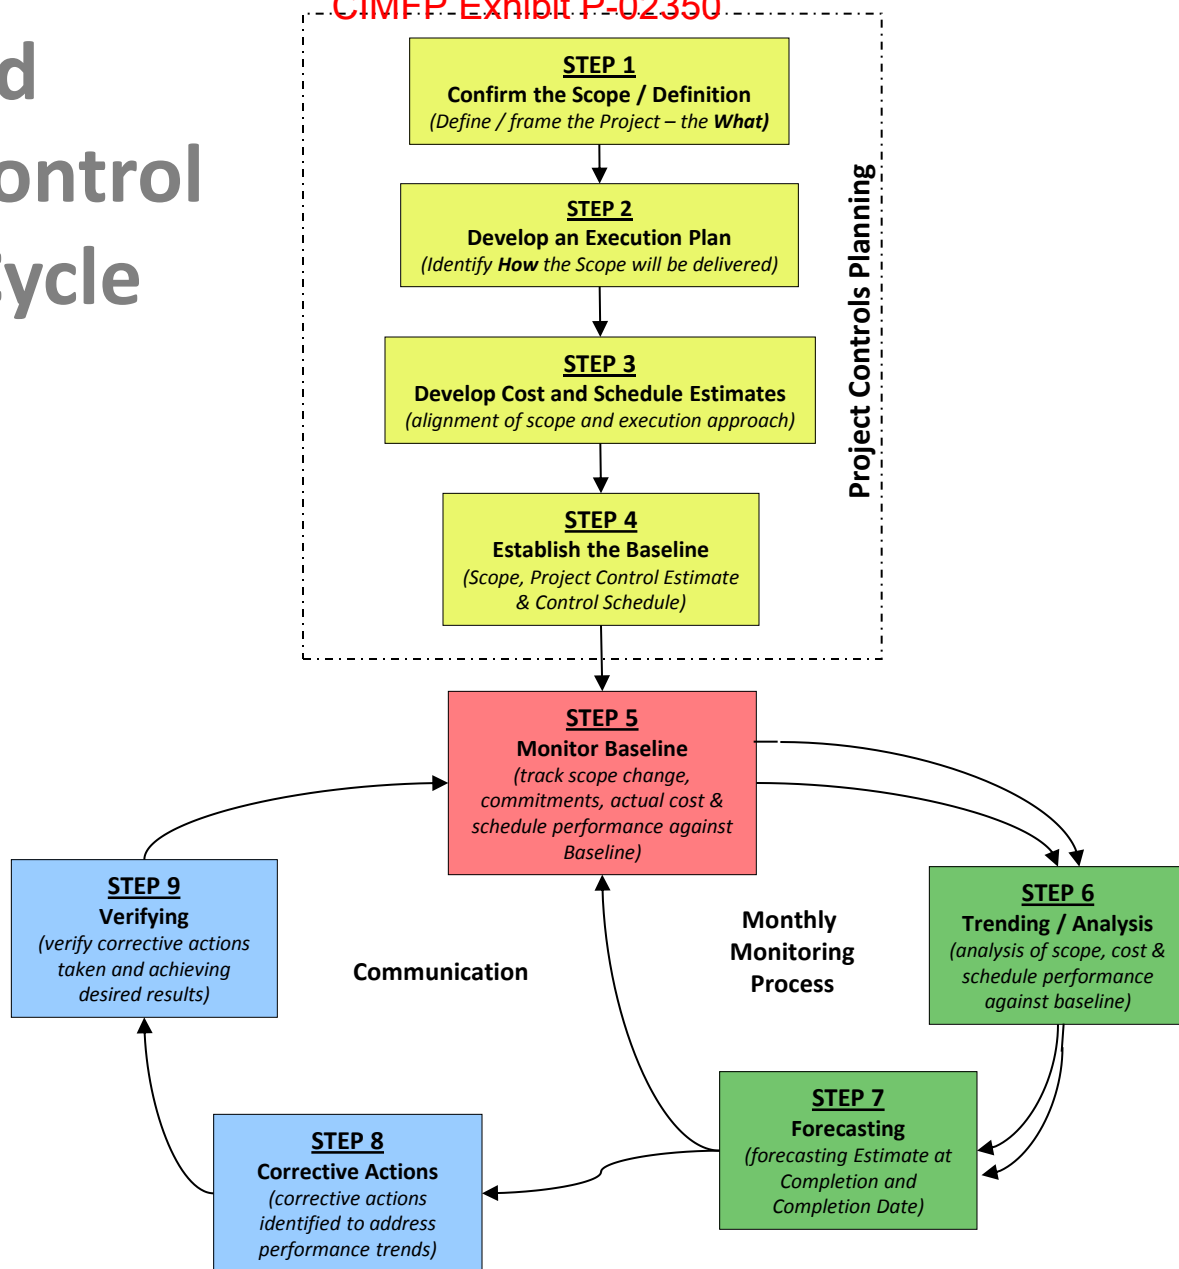 CIMFP Exhibit P-02350
d
ontrol
ycle
STEP 1
Confirm the Scope / Definition
(Define / frame the Project – the What)
STEP 2
Develop an Execution Plan
(Identify How the Scope will be delivered)
STEP 3
Develop Cost and Schedule Estimates
(alignment of scope and execution approach)
STEP 4
Establish the Baseline
(Scope, Project Control Estimate
& Control Schedule)
Project Controls Planning
STEP 5
Monitor Baseline
(track scope change,
commitments, actual cost &
schedule performance against
Baseline)
STEP 6
Trending / Analysis
(analysis of scope, cost &
schedule performance
against baseline)
Monthly
Monitoring
Process
Communication
STEP 7
Forecasting
(forecasting Estimate at
Completion and
Completion Date)
STEP 8
Corrective Actions
(corrective actions
identified to address
performance trends)
STEP 9
Verifying
(verify corrective actions
taken and achieving
desired results)